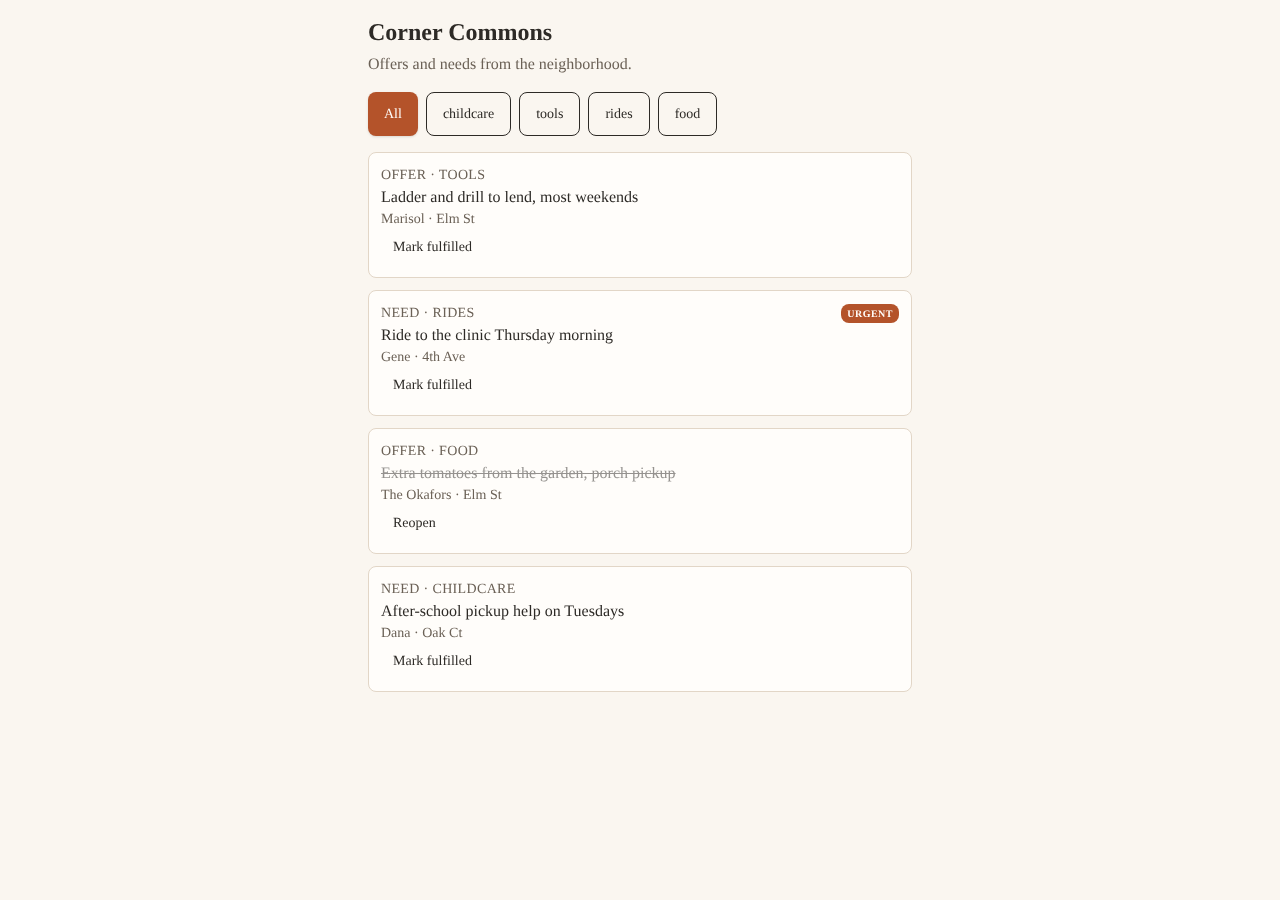 Corner Commons
Offers and needs from the neighborhood.
All childcare tools rides food
OFFER · TOOLS
Ladder and drill to lend, most weekends
Marisol · Elm St
Mark fulfilled
NEED · RIDES URGENT
Ride to the clinic Thursday morning
Gene · 4th Ave
Mark fulfilled
OFFER · FOOD
Extra tomatoes from the garden, porch pickup
The Okafors · Elm St
Reopen
NEED · CHILDCARE
After-school pickup help on Tuesdays
Dana · Oak Ct
Mark fulfilled